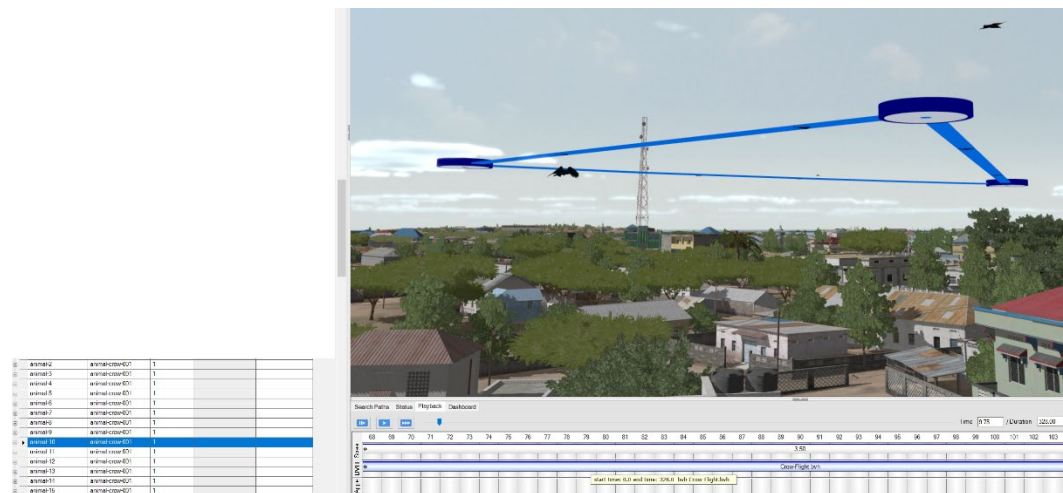 Search Paths Status Playback Dashboard
Time 9.75 / Duration 328.00
68 69 70 71 72 73 74 75 76 77 78 79 80 81 82 83 84 85 86 87 88 89 90 91 92 93 94 95 96 97 98 99 100 101 102 103
3.50
Crow-Flight.bvh
start time: 0.0 end time: 328.0 bvh Crow-Flight.bvh
animal-2 animal-crow-001 1
animal-3 animal-crow-001 1
animal-4 animal-crow-001 1
animal-5 animal-crow-001 1
animal-6 animal-crow-001 1
animal-7 animal-crow-001 1
animal-8 animal-crow-001 1
animal-9 animal-crow-001 1
animal-10 animal-crow-001 1
animal-11 animal-crow-001 1
animal-12 animal-crow-001 1
animal-13 animal-crow-001 1
animal-14 animal-crow-001 1
animal-15 animal-crow-001 1